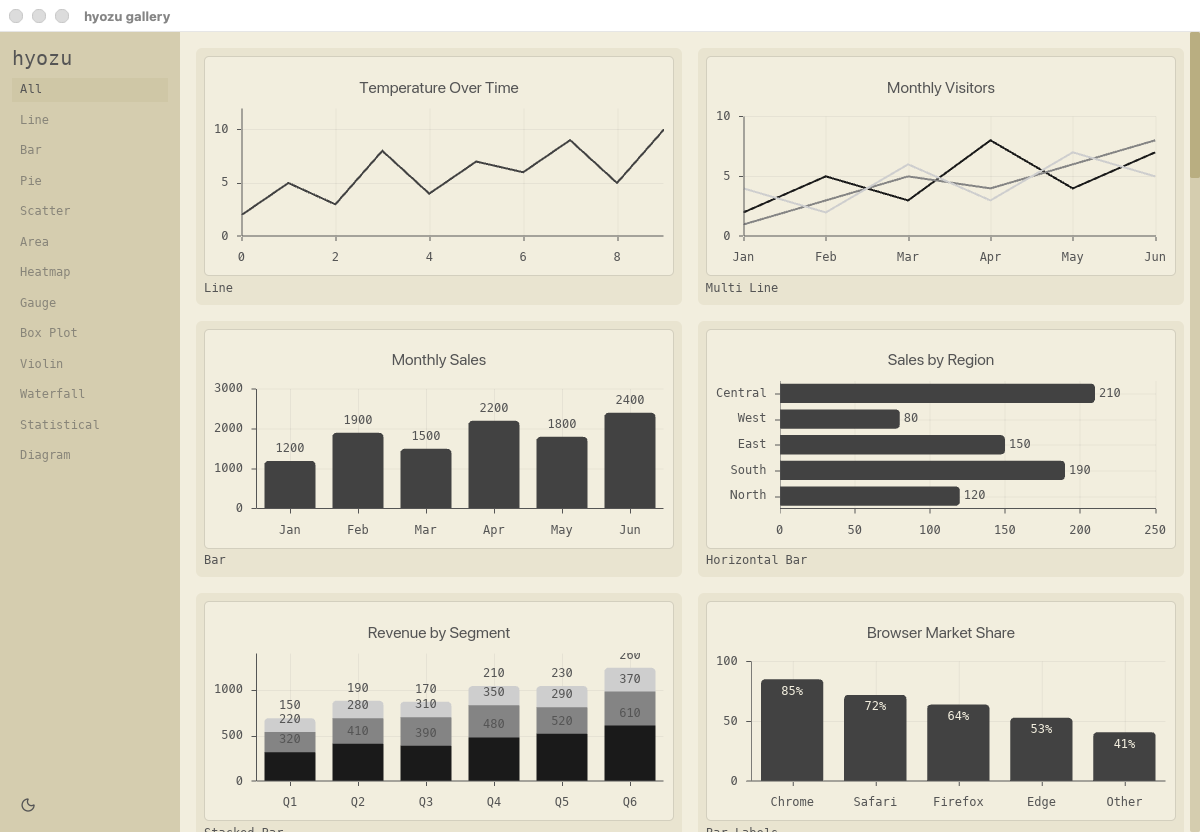 hyozu gallery
hyozu
All
Line
Bar
Pie
Scatter
Area
Heatmap
Gauge
Box Plot
Violin
Waterfall
Statistical
Diagram
Temperature Over Time
10
5
0
0 2 4 6 8
Line
Monthly Visitors
10
5
0
Jan Feb Mar Apr May Jun
Multi Line
Monthly Sales
3000
2000
1000
0
1200 1900 1500 2200 1800 2400
Jan Feb Mar Apr May Jun
Bar
Sales by Region
Central 210
West 80
East 150
South 190
North 120
0 50 100 150 200 250
Horizontal Bar
Revenue by Segment
1000
500
0
150 190 170 210 230 260
220 280 310 350 290 370
320 410 390 480 520 610
Q1 Q2 Q3 Q4 Q5 Q6
Stacked Bar
Browser Market Share
100
50
0
85% 72% 64% 53% 41%
Chrome Safari Firefox Edge Other
Bar Labels